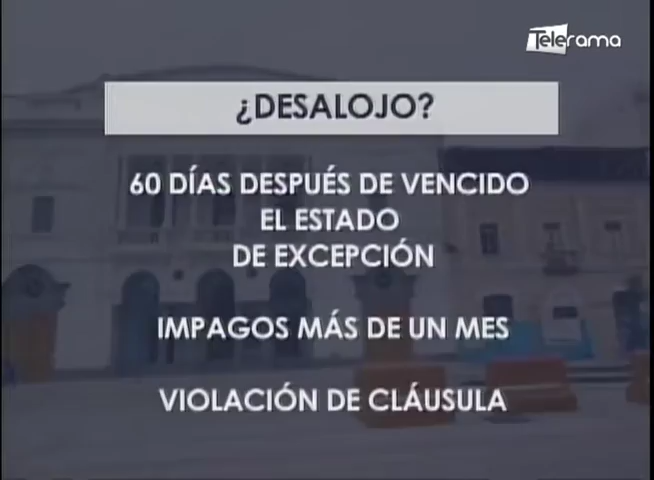 Telerama
¿DESALOJO?
60 DÍAS DESPUÉS DE VENCIDO
EL ESTADO
DE EXCEPCIÓN
IMPAGOS MÁS DE UN MES
VIOLACIÓN DE CLÁUSULA